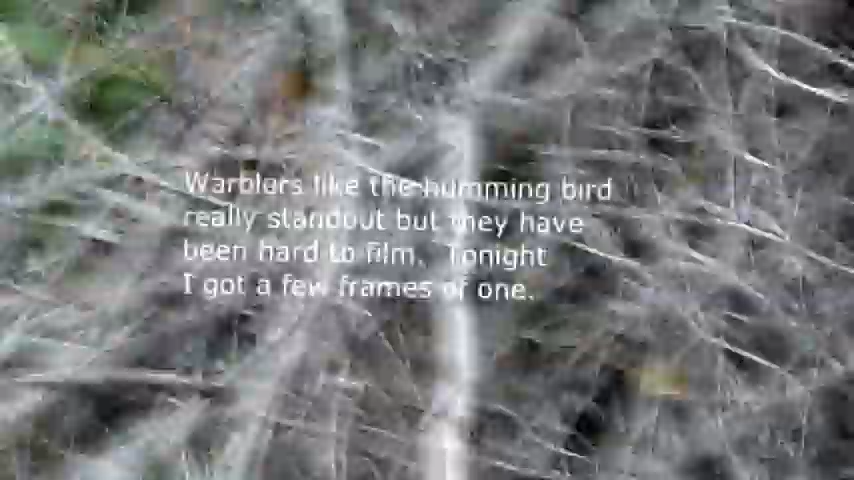 Warblers like the humming bird
really standout but they have
been hard to film. Tonight
I got a few frames of one.